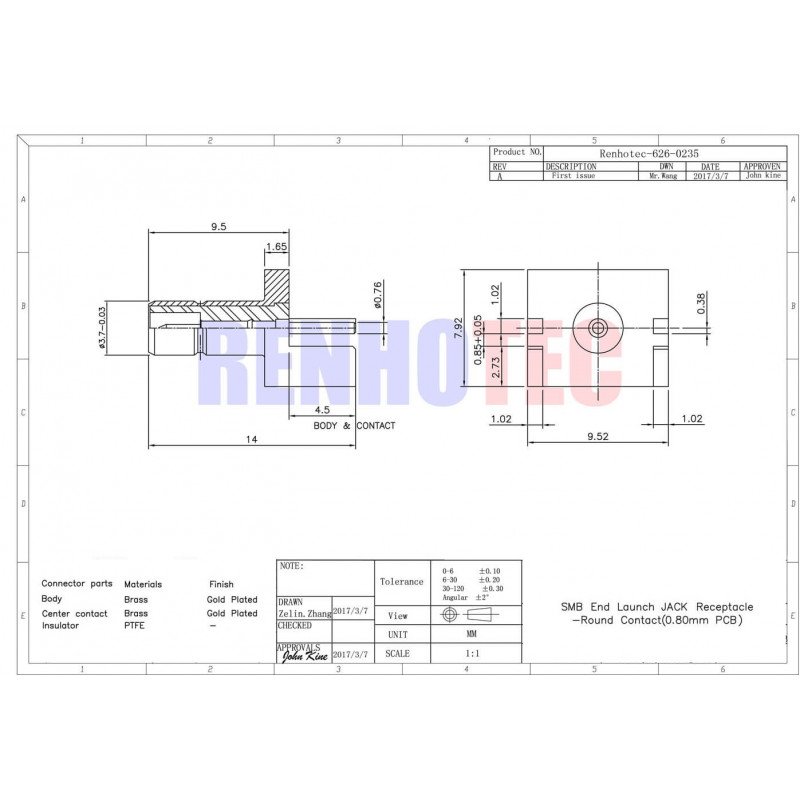 1 2 3 4 5 6
Product NO. Renhotec-626-0235
REV DESCRIPTION DWN DATE APPROVEN
A First issue Mr.Wang 2017/3/7 John kine
A A
B B
C C
D D
E E
9.5
1.65
ø0.76
ø3.7-0.03
4.5
BODY & CONTACT
14
7.92
1.02
0.85+0.05
2.73
0.38
1.02 1.02
9.52
RENHOTEC
Connector parts Materials Finish
Body Brass Gold Plated
Center contact Brass Gold Plated
Insulator PTFE –
NOTE:
DRAWN
Zelin.Zhang 2017/3/7
CHECKED
APPROVALS
John Kine 2017/3/7
Tolerance
0-6 ±0.10
6-30 ±0.20
30-120 ±0.30
Angular ±2°
View
UNIT MM
SCALE 1:1
SMB End Launch JACK Receptacle
-Round Contact(0.80mm PCB)
1 2 3 4 5 6